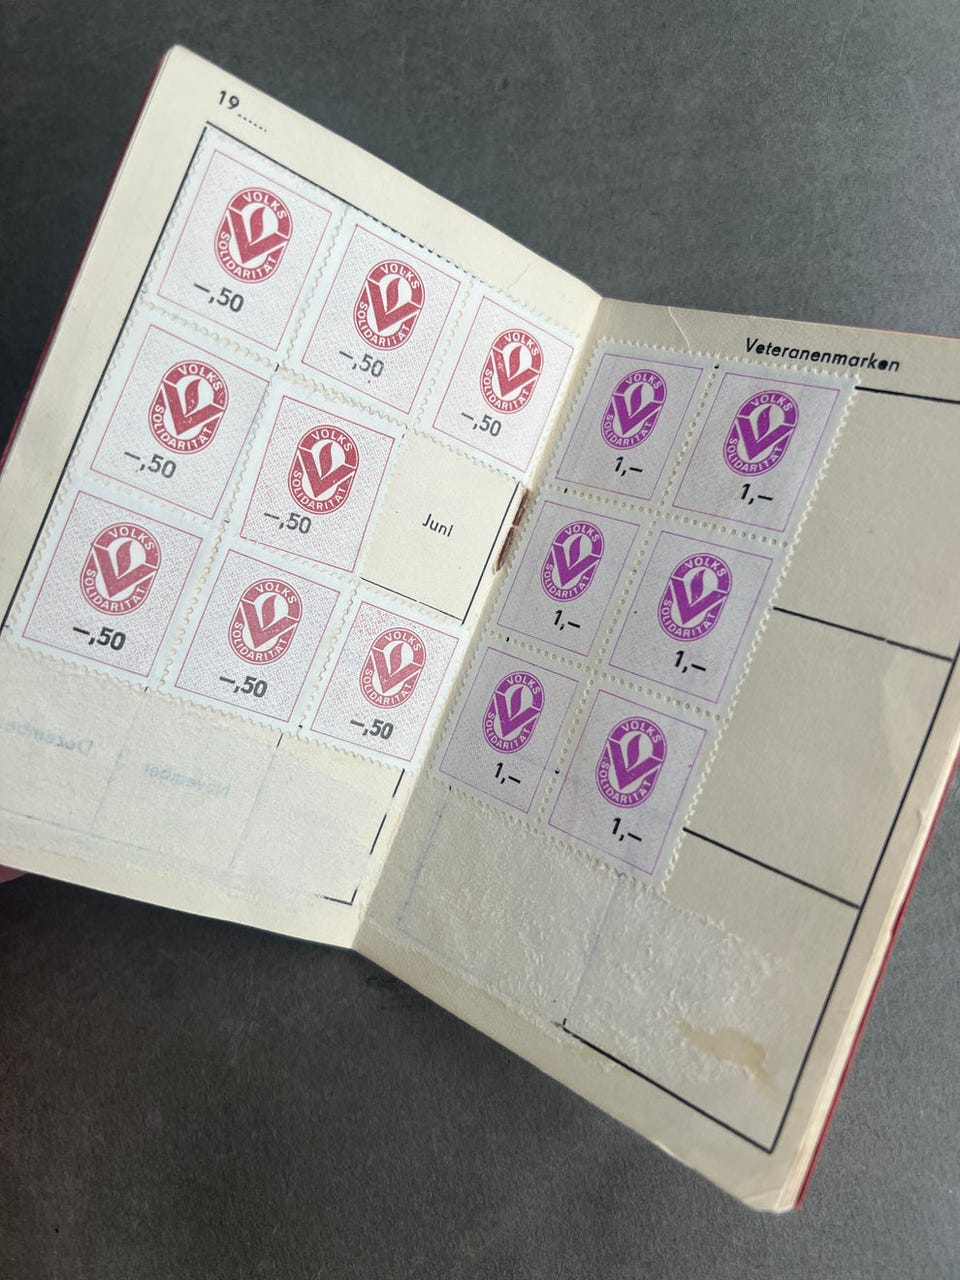 19......
VOLKS
SOLIDARITÄT
–,50
VOLKS
SOLIDARITÄT
–,50
VOLKS
SOLIDARITÄT
–,50
VOLKS
SOLIDARITÄT
–,50
VOLKS
SOLIDARITÄT
–,50
Juni
VOLKS
SOLIDARITÄT
–,50
VOLKS
SOLIDARITÄT
–,50
VOLKS
SOLIDARITÄT
–,50
Dezember
November
Veteranenmarken
VOLKS
SOLIDARITÄT
1,–
VOLKS
SOLIDARITÄT
1,–
VOLKS
SOLIDARITÄT
1,–
VOLKS
SOLIDARITÄT
1,–
VOLKS
SOLIDARITÄT
1,–
VOLKS
SOLIDARITÄT
1,–